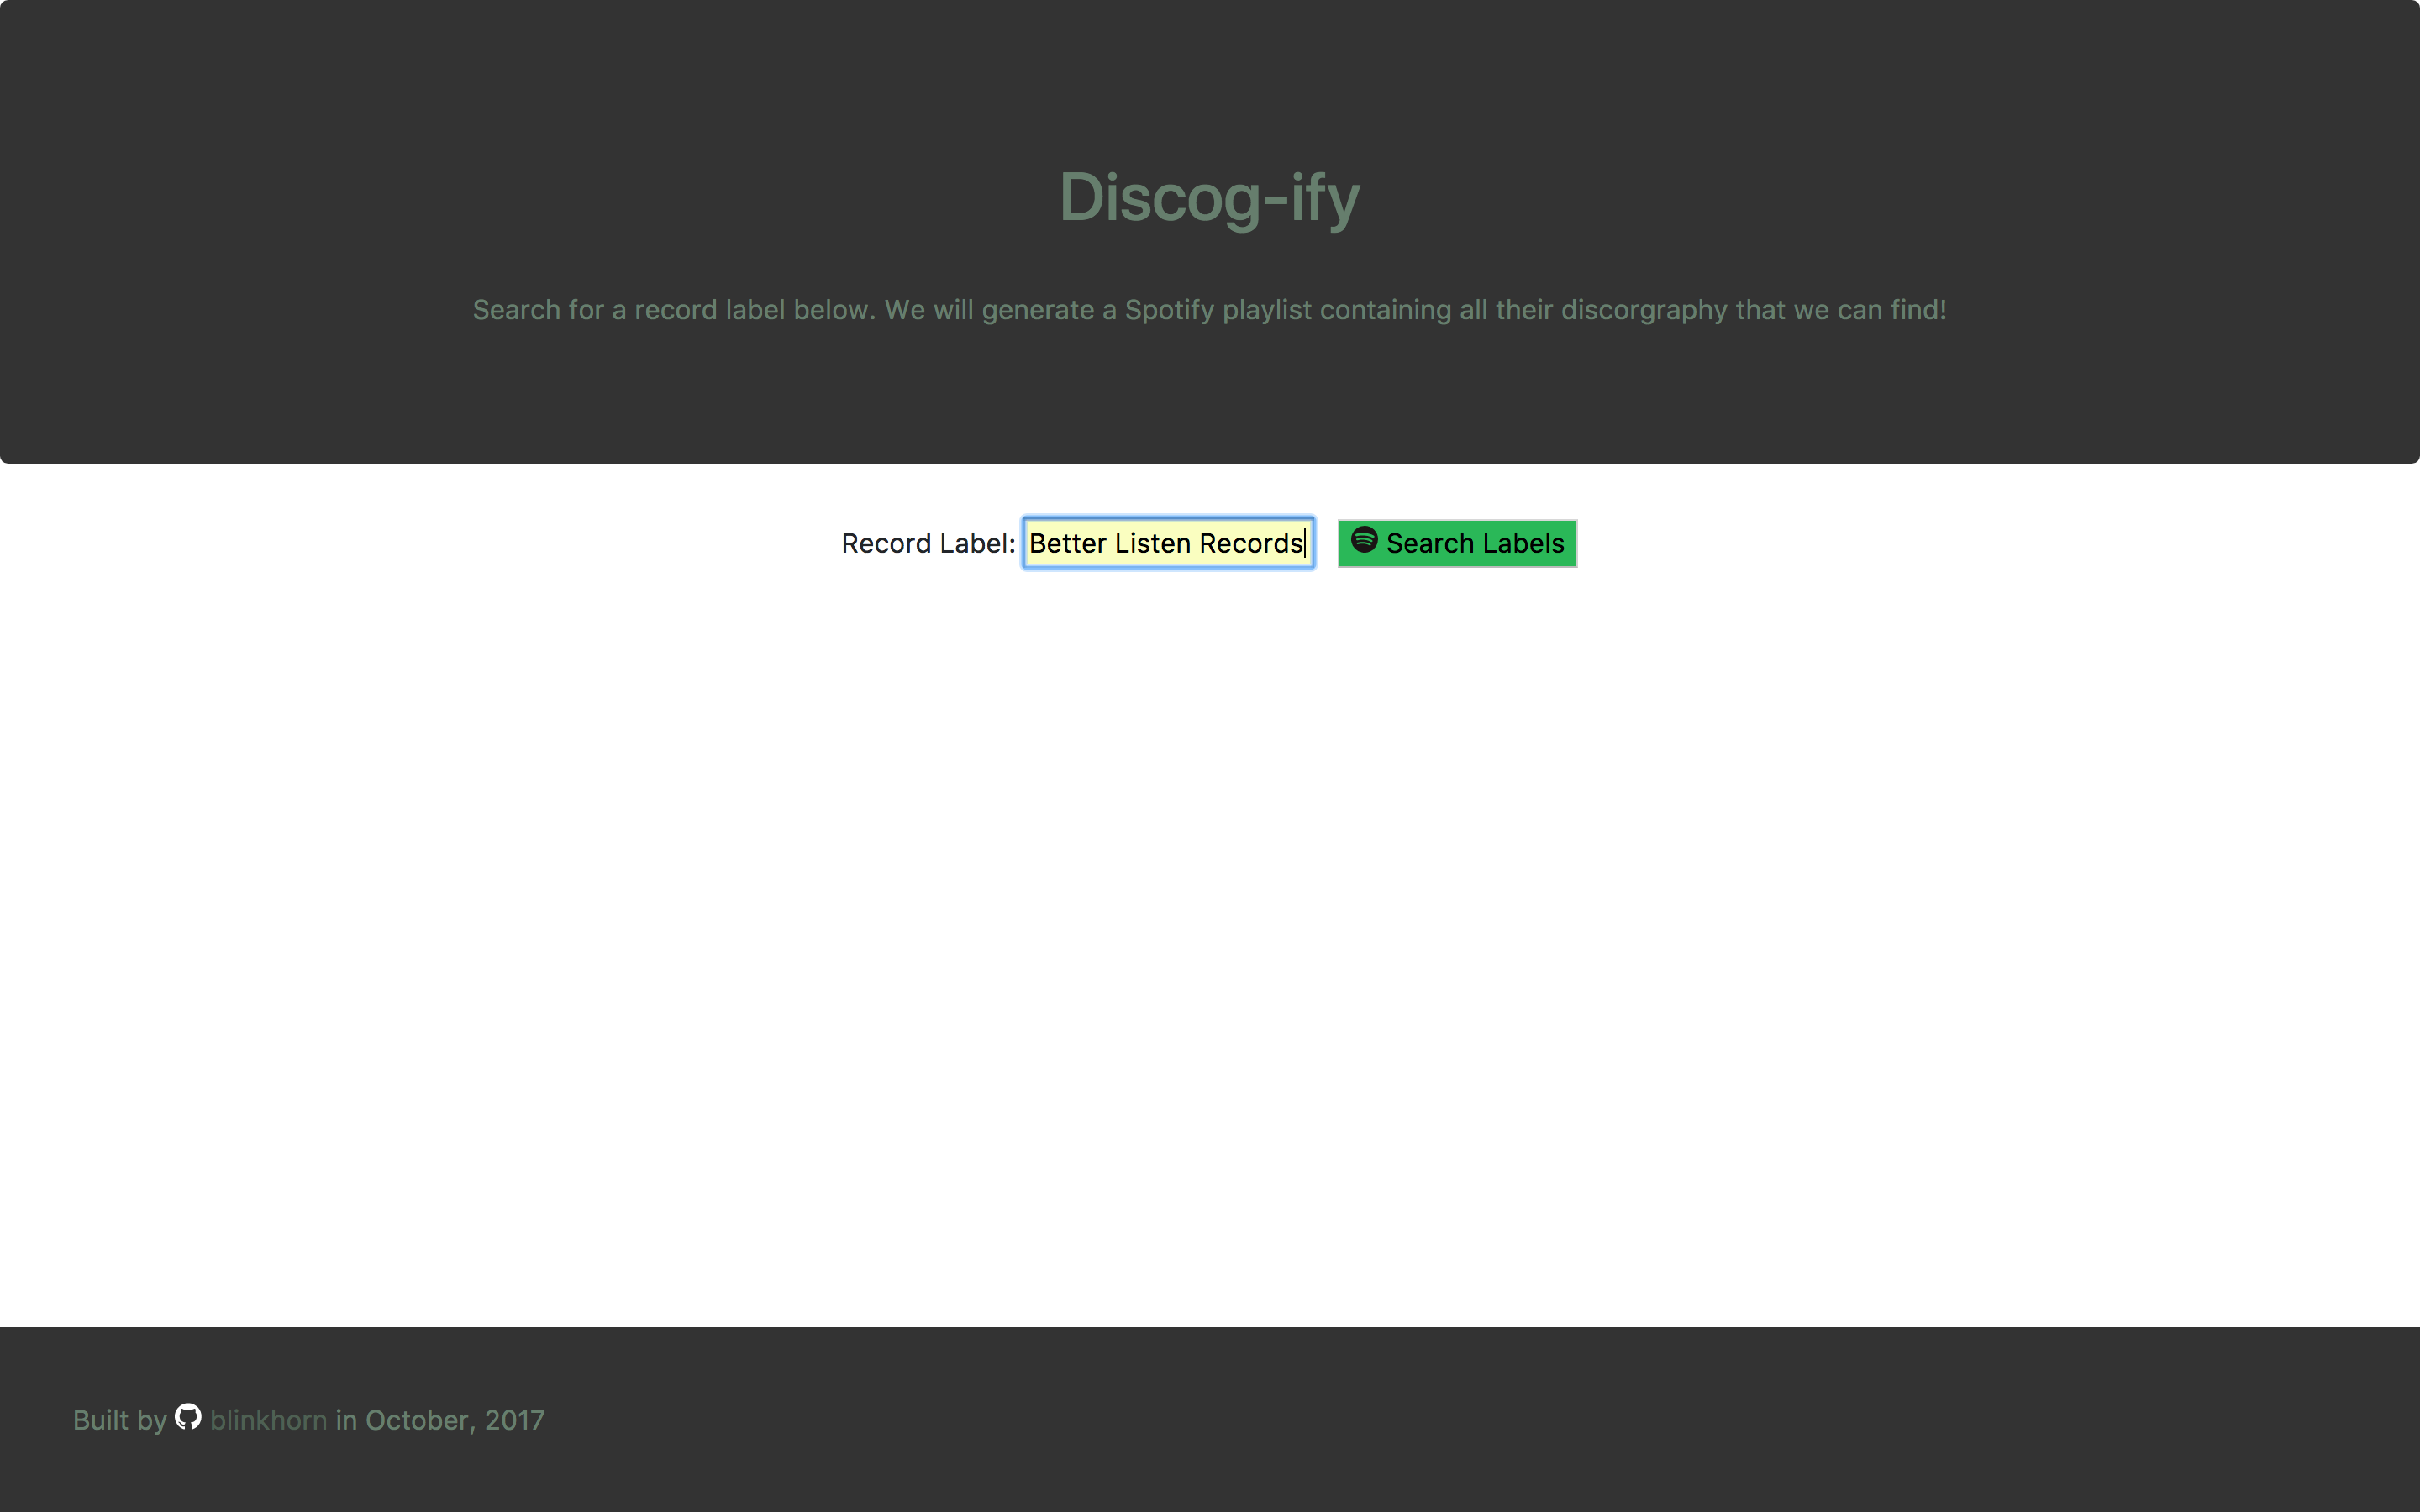 Discog-ify
Search for a record label below. We will generate a Spotify playlist containing all their discorgraphy that we can find!
Record Label: Better Listen Records Search Labels
Built by blinkhorn in October, 2017